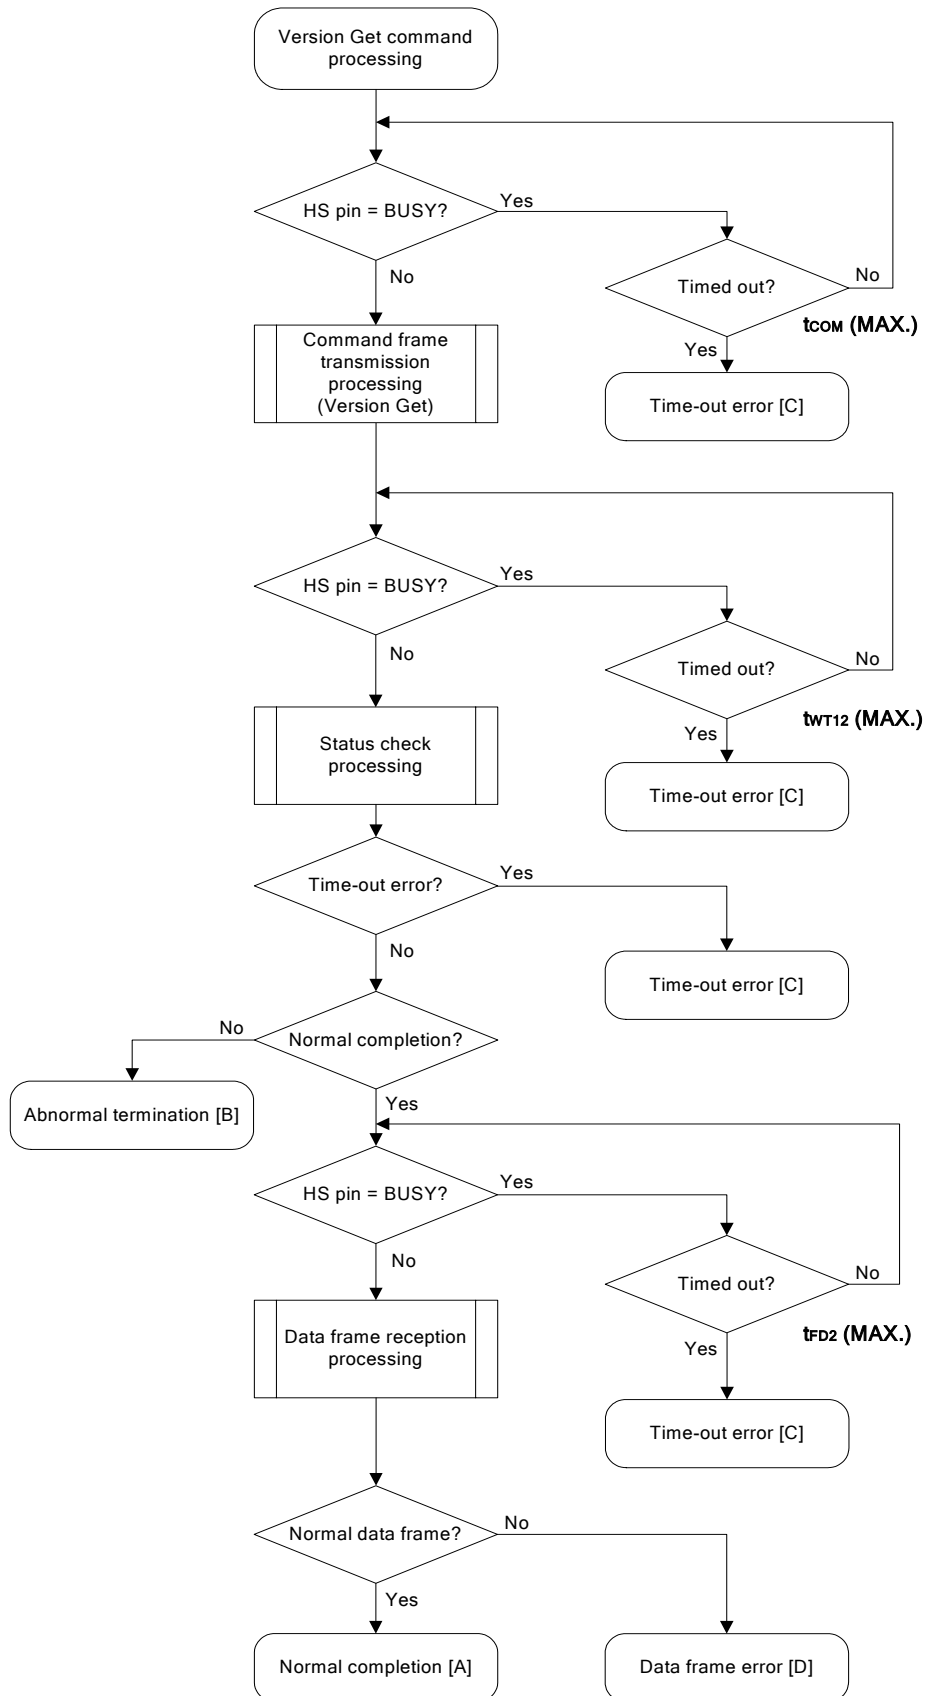 Version Get command
processing
HS pin = BUSY?
Yes
No
Timed out?
No
tCOM (MAX.)
Yes
Time-out error [C]
Command frame
transmission
processing
(Version Get)
HS pin = BUSY?
Yes
No
Timed out?
No
tWT12 (MAX.)
Yes
Time-out error [C]
Status check
processing
Time-out error?
Yes
No
Time-out error [C]
Normal completion?
No
Abnormal termination [B]
Yes
HS pin = BUSY?
Yes
No
Timed out?
No
tFD2 (MAX.)
Yes
Time-out error [C]
Data frame reception
processing
Normal data frame?
No
Yes
Normal completion [A]
Data frame error [D]